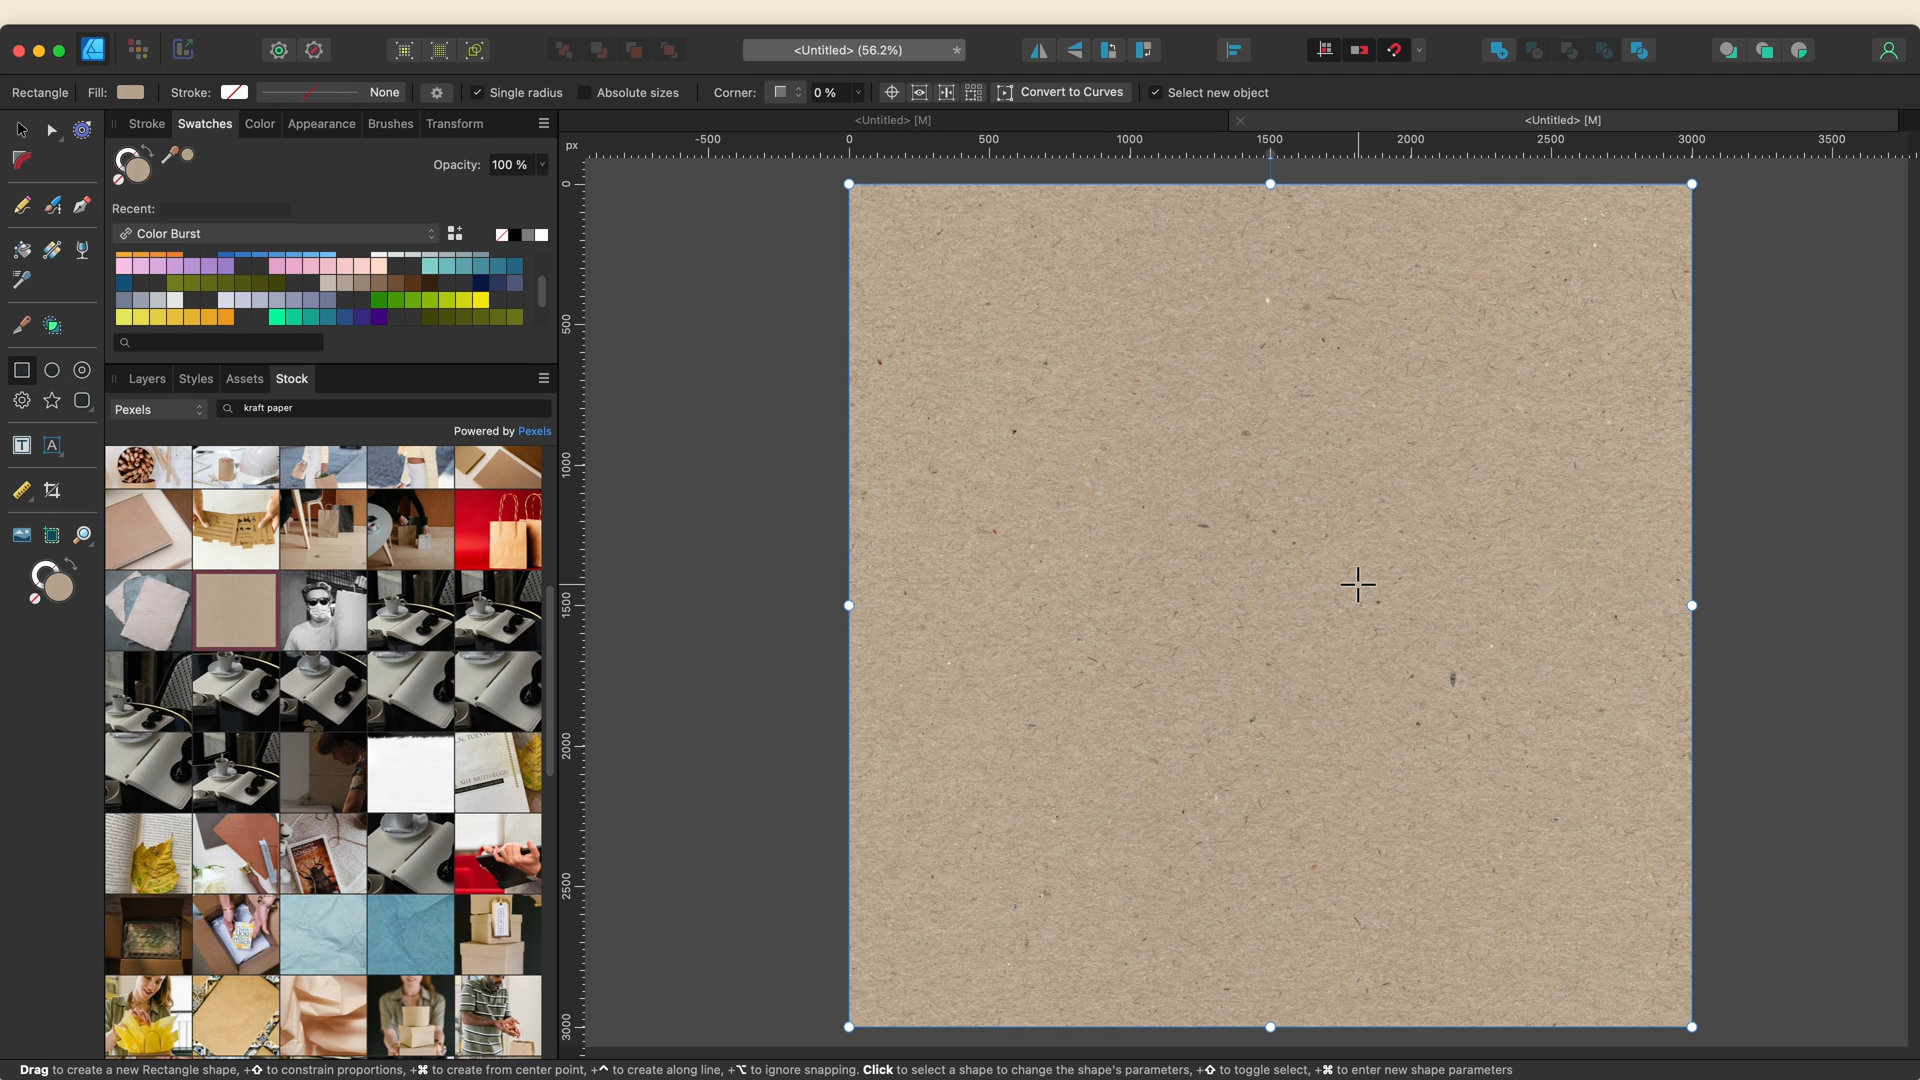 <Untitled> (56.2%)
*
Rectangle
Fill:
Stroke:
None
Single radius
Absolute sizes
Corner:
0 %
Convert to Curves
Select new object
Stroke
Swatches
Color
Appearance
Brushes
Transform
<Untitled> [M]
<Untitled> [M]
px
-500
0
500
1000
1500
2000
2500
3000
3500
Opacity:
100 %
Recent:
Color Burst
Layers
Styles
Assets
Stock
Pexels
kraft paper
Powered by Pexels
0
500
1000
1500
2000
2500
3000
T
A
Drag to create a new Rectangle shape, +⇧ to constrain proportions, +⌘ to create from center point, +⌃ to create along line, +⌥ to ignore snapping. Click to select a shape to change the shape's parameters, +⇧ to toggle select, +⌘ to enter new shape parameters